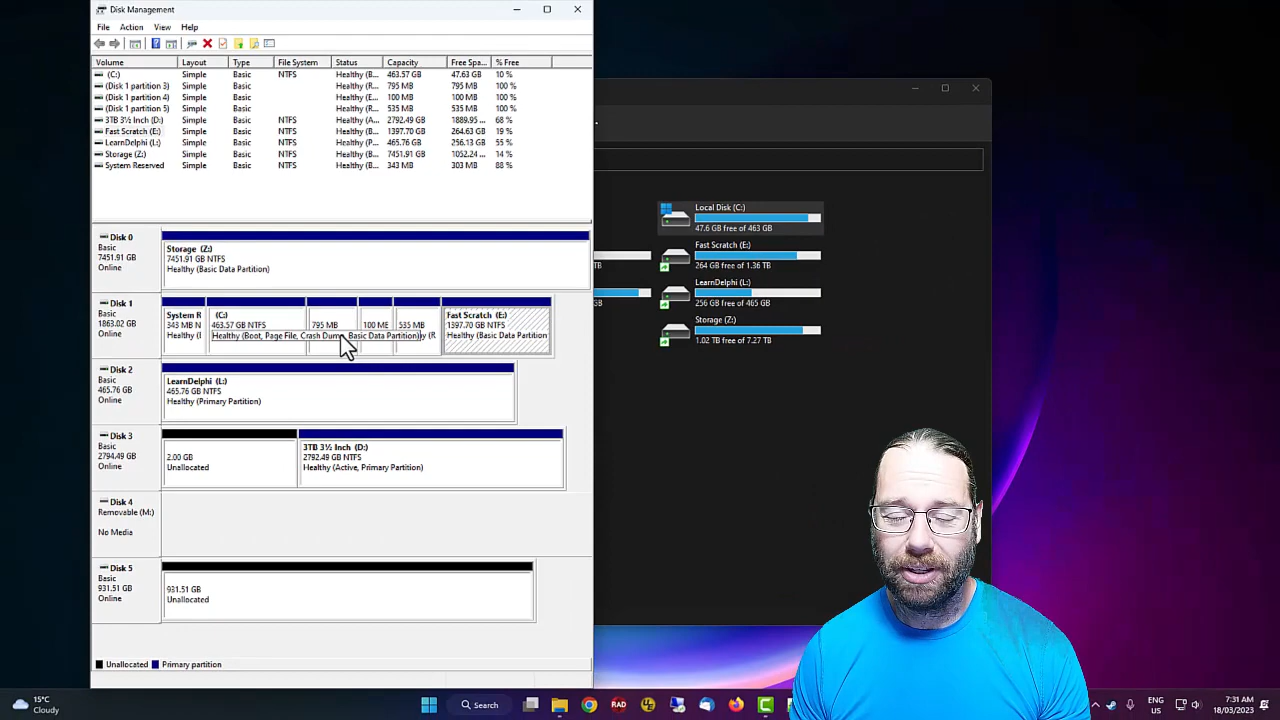 Disk Management
File Action View Help
Volume Layout Type File System Status Capacity Free Spa... % Free
(C:) Simple Basic NTFS Healthy (B... 463.57 GB 47.63 GB 10 %
(Disk 1 partition 3) Simple Basic Healthy (R... 795 MB 795 MB 100 %
(Disk 1 partition 4) Simple Basic Healthy (E... 100 MB 100 MB 100 %
(Disk 1 partition 5) Simple Basic Healthy (R... 535 MB 535 MB 100 %
3TB 3½ Inch (D:) Simple Basic NTFS Healthy (A... 2792.49 GB 1889.95 ... 68 %
Fast Scratch (E:) Simple Basic NTFS Healthy (B... 1397.70 GB 264.63 GB 19 %
LearnDelphi (L:) Simple Basic NTFS Healthy (P... 465.76 GB 256.13 GB 55 %
Storage (Z:) Simple Basic NTFS Healthy (B... 7451.91 GB 1052.24 ... 14 %
System Reserved Simple Basic NTFS Healthy (B... 343 MB 303 MB 88 %
Disk 0
Basic
7451.91 GB
Online
Storage (Z:)
7451.91 GB NTFS
Healthy (Basic Data Partition)
Disk 1
Basic
1863.02 GB
Online
System R
343 MB N
Healthy (
(C:)
463.57 GB NTFS
Healthy (Boot, Page File, Crash Dump, Basic Data Partition)
795 MB
100 ME
535 MB
y (R
Fast Scratch (E:)
1397.70 GB NTFS
Healthy (Basic Data Partition
Disk 2
Basic
465.76 GB
Online
LearnDelphi (L:)
465.76 GB NTFS
Healthy (Primary Partition)
Disk 3
Basic
2794.49 GB
Online
2.00 GB
Unallocated
3TB 3½ Inch (D:)
2792.49 GB NTFS
Healthy (Active, Primary Partition)
Disk 4
Removable (M:)
No Media
Disk 5
Basic
931.51 GB
Online
931.51 GB
Unallocated
Unallocated Primary partition
Local Disk (C:)
47.6 GB free of 463 GB
Fast Scratch (E:)
264 GB free of 1.36 TB
TB
LearnDelphi (L:)
256 GB free of 465 GB
Storage (Z:)
1.02 TB free of 7.27 TB
15°C
Cloudy
Search
RAD
ENG
US
7:31 AM
18/03/2023